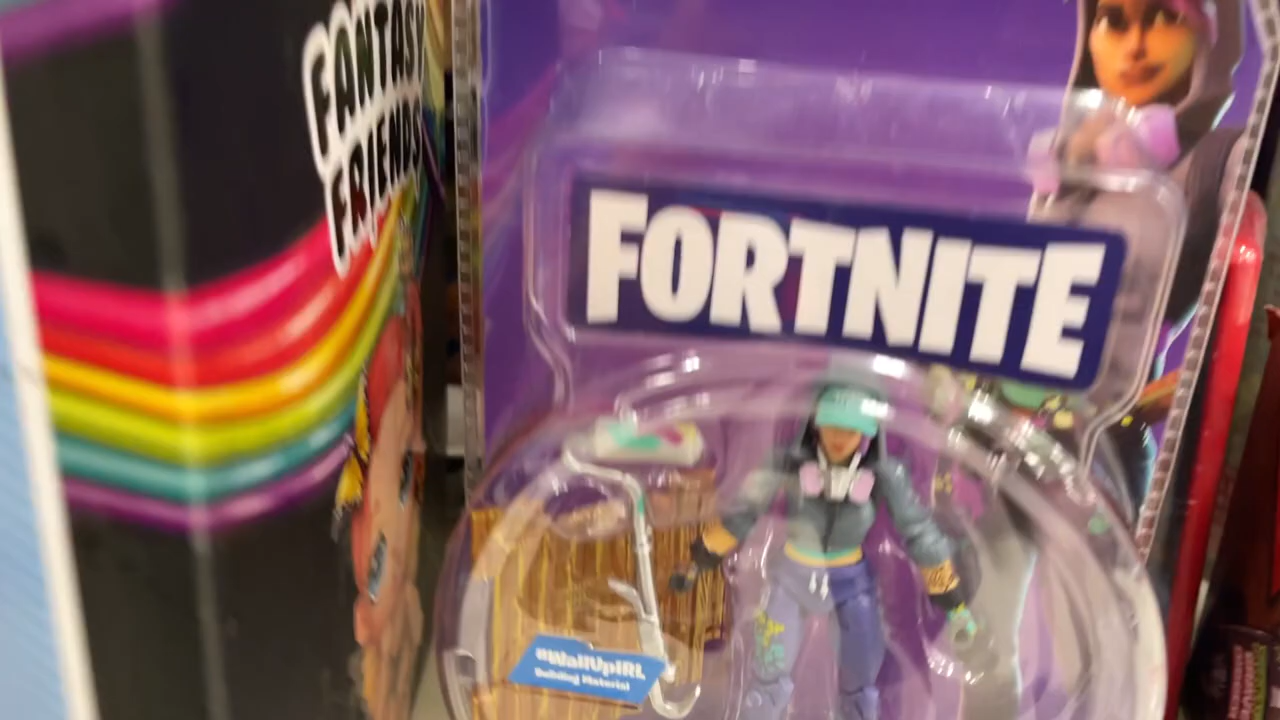 FANTASY
FRIENDS
FORTNITE
#WallUpIRL
Building Material